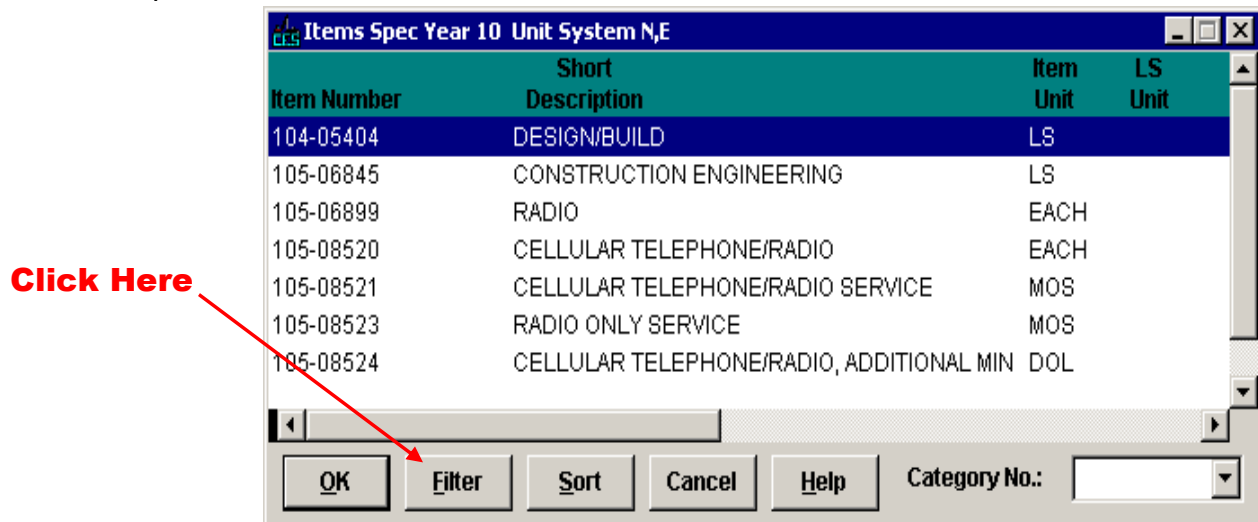 CES Items Spec Year 10 Unit System N,E
Short Item LS
Item Number Description Unit Unit
104-05404 DESIGN/BUILD LS
105-06845 CONSTRUCTION ENGINEERING LS
105-06899 RADIO EACH
105-08520 CELLULAR TELEPHONE/RADIO EACH
Click Here
105-08521 CELLULAR TELEPHONE/RADIO SERVICE MOS
105-08523 RADIO ONLY SERVICE MOS
105-08524 CELLULAR TELEPHONE/RADIO, ADDITIONAL MIN DOL
OK Filter Sort Cancel Help Category No.: